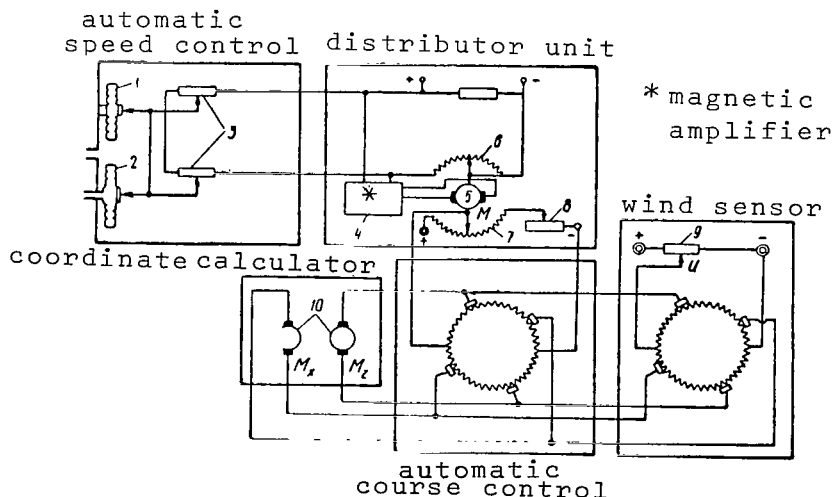 automatic
speed control
distributor unit
* magnetic
amplifier
1
2
3
+
-
6
*
4
5
M
7
8
+
-
wind sensor
+
9
-
u
coordinate calculator
10
Mx
Mz
automatic
course control